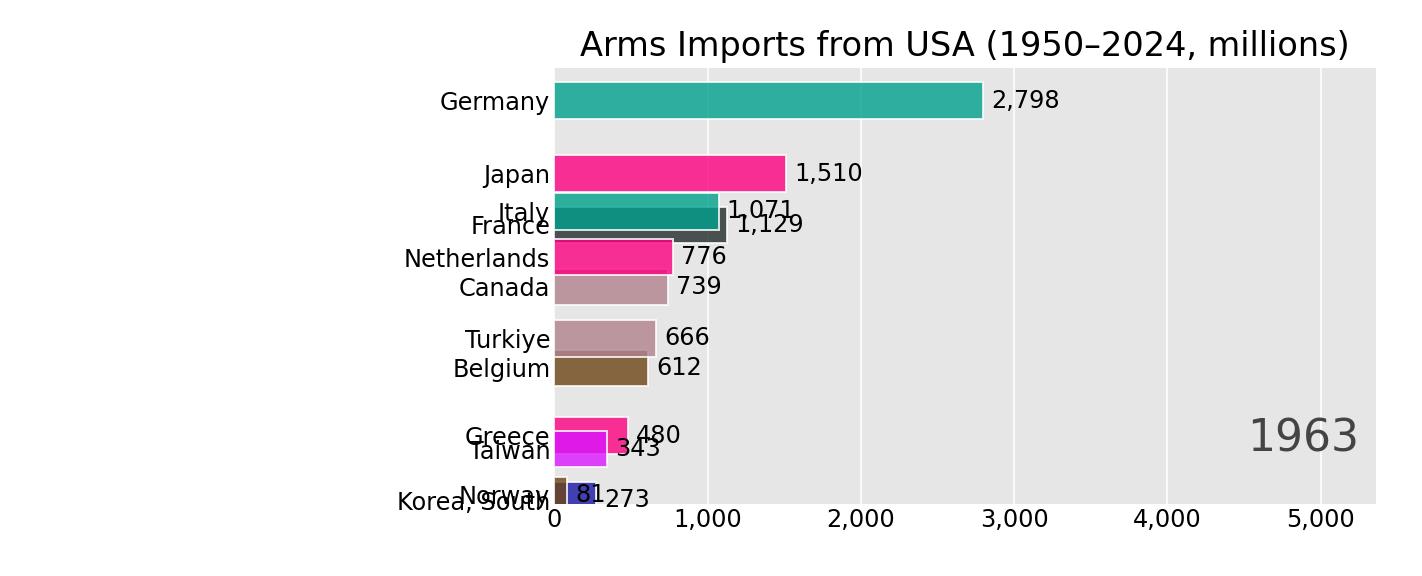 Arms Imports from USA (1950–2024, millions)
Germany 2,798
Japan 1,510
Italy 1,071
France 1,129
Netherlands 776
Canada 739
Turkiye 666
Belgium 612
Greece 480
Taiwan 343
Norway 81
Korea, South 273
1963
0 1,000 2,000 3,000 4,000 5,000